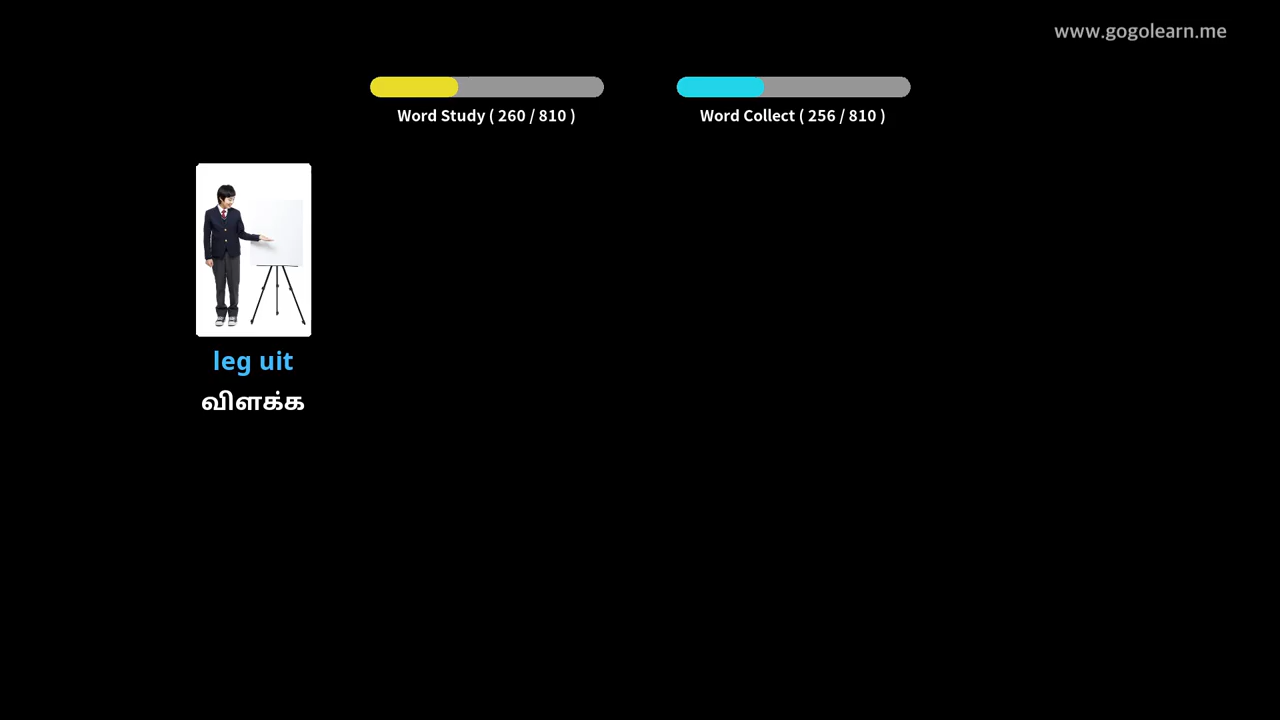 www.gogolearn.me
Word Study ( 260 / 810 )
Word Collect ( 256 / 810 )
leg uit
விளக்க